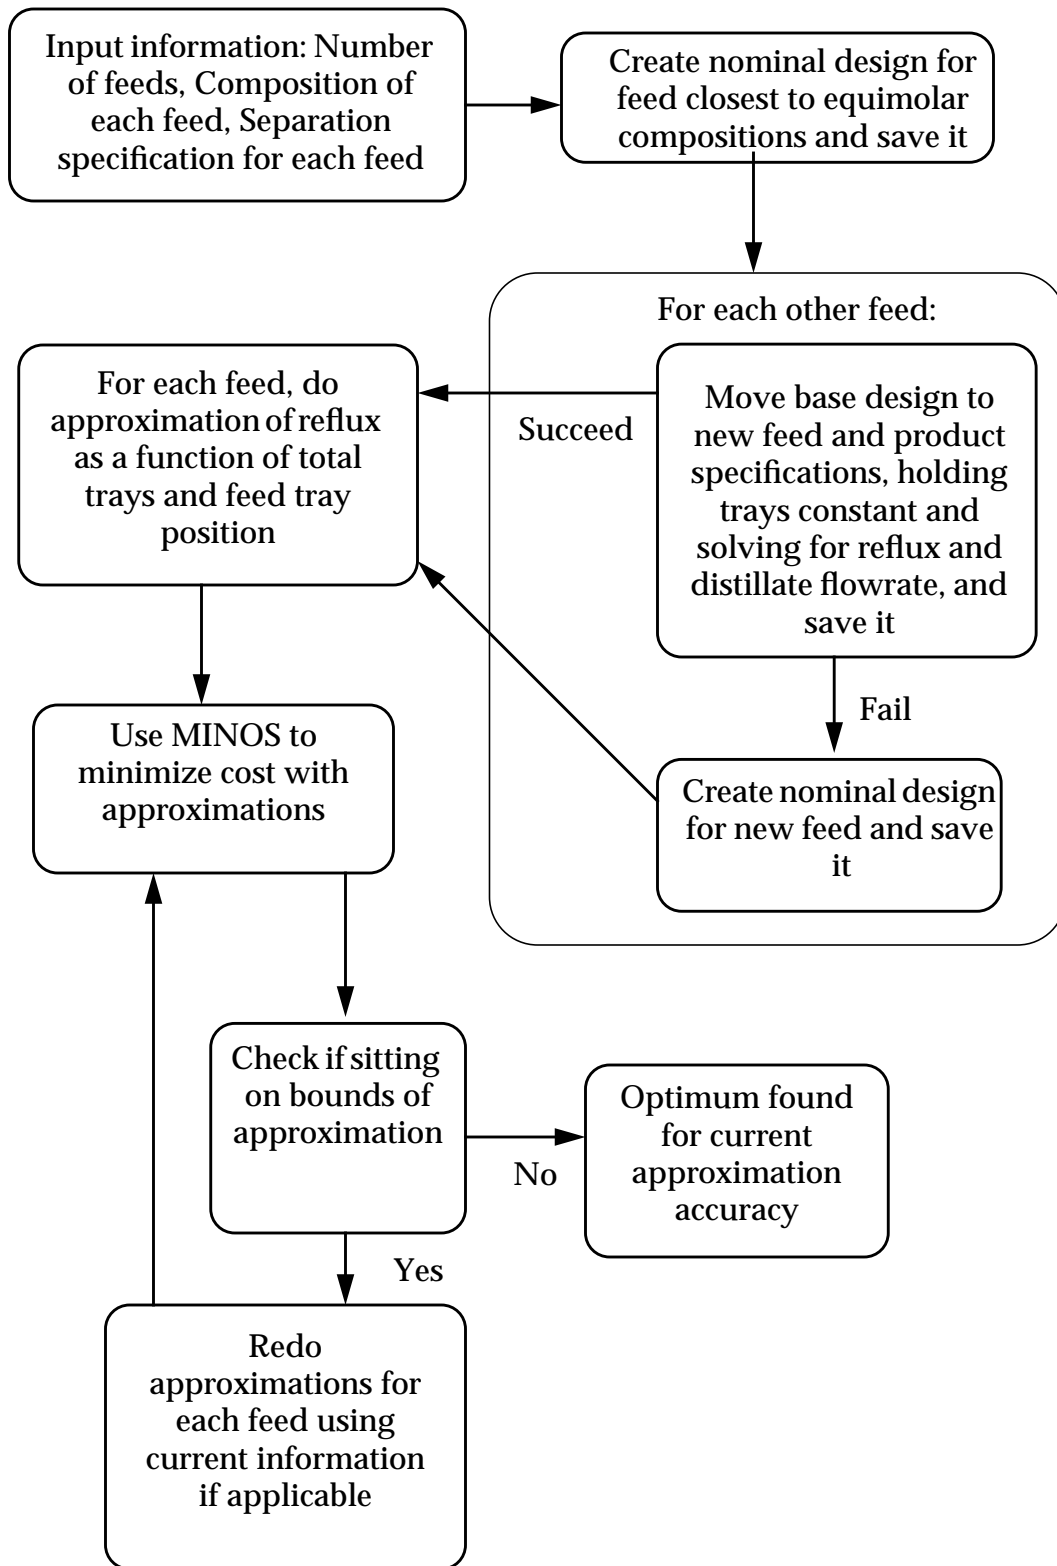 Input information: Number
of feeds, Composition of
each feed, Separation
specification for each feed
Create nominal design for
feed closest to equimolar
compositions and save it
For each other feed:
Move base design to
new feed and product
specifications, holding
trays constant and
solving for reflux and
distillate flowrate, and
save it
Succeed
Fail
Create nominal design
for new feed and save
it
For each feed, do
approximation of reflux
as a function of total
trays and feed tray
position
Use MINOS to
minimize cost with
approximations
Check if sitting
on bounds of
approximation
No
Optimum found
for current
approximation
accuracy
Yes
Redo
approximations for
each feed using
current information
if applicable